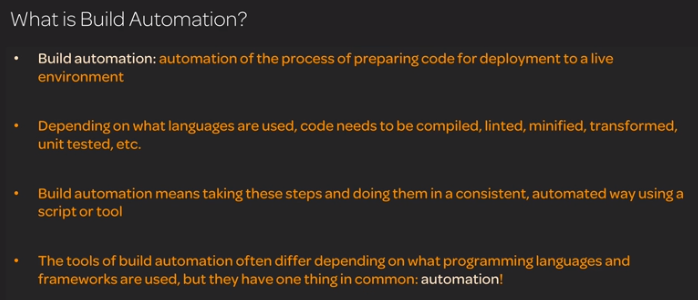 What is Build Automation?
• Build automation: automation of the process of preparing code for deployment to a live
environment
• Depending on what languages are used, code needs to be compiled, linted, minified, transformed,
unit tested, etc.
• Build automation means taking these steps and doing them in a consistent, automated way using a
script or tool
• The tools of build automation often differ depending on what programming languages and
frameworks are used, but they have one thing in common: automation!